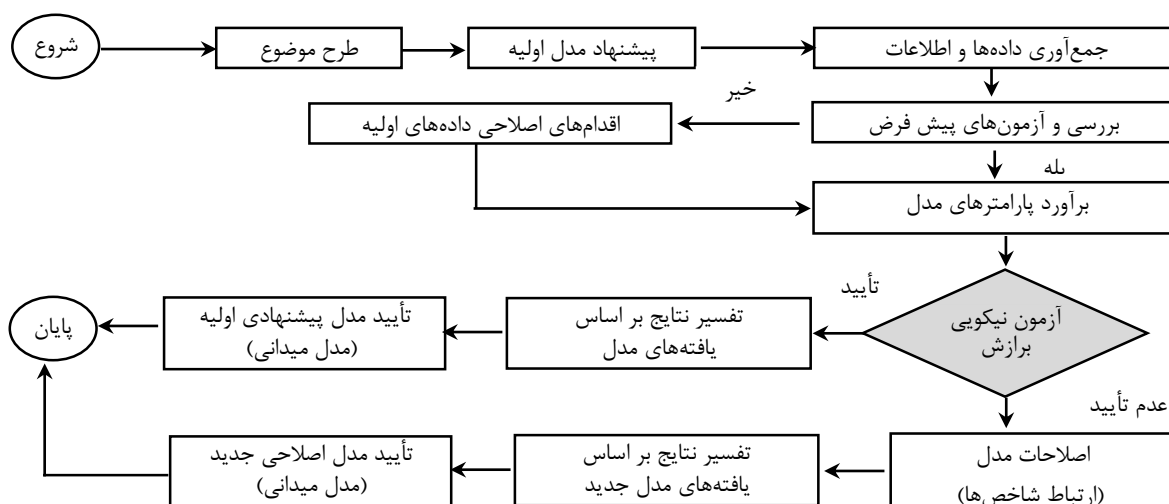 شروع
طرح موضوع
پیشنهاد مدل اولیه
جمع‌آوری داده‌ها و اطلاعات
خیر
اقدام‌های اصلاحی داده‌های اولیه
بررسی و آزمون‌های پیش فرض
بله
برآورد پارامترهای مدل
تأیید
آزمون نیکویی
برازش
تفسیر نتایج بر اساس
یافته‌های مدل
تأیید مدل پیشنهادی اولیه
(مدل میدانی)
پایان
عدم تأیید
اصلاحات مدل
(ارتباط شاخص‌ها)
تفسیر نتایج بر اساس
یافته‌های مدل جدید
تأیید مدل اصلاحی جدید
(مدل میدانی)